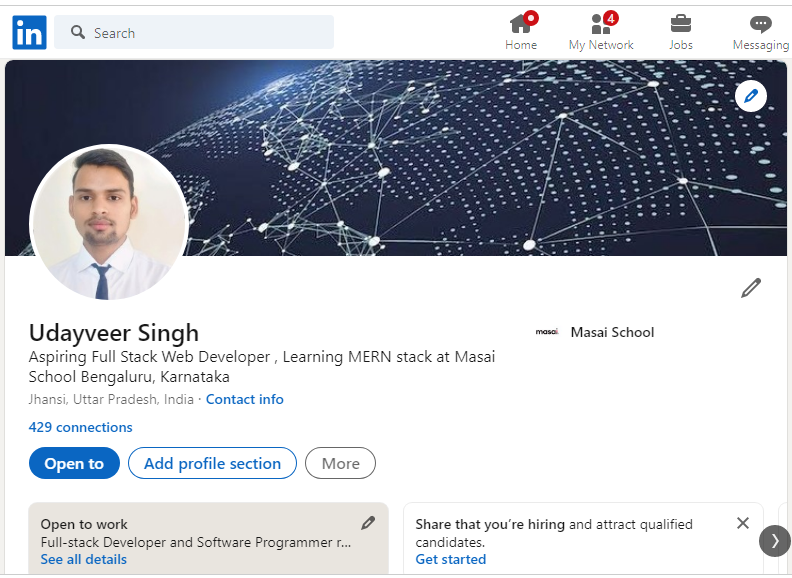 in
Search
Home
4
My Network
Jobs
Messaging
Udayveer Singh
masai.
Masai School
Aspiring Full Stack Web Developer , Learning MERN stack at Masai
School Bengaluru, Karnataka
Jhansi, Uttar Pradesh, India · Contact info
429 connections
Open to
Add profile section
More
Open to work
Full-stack Developer and Software Programmer r...
See all details
Share that you're hiring and attract qualified
candidates.
Get started